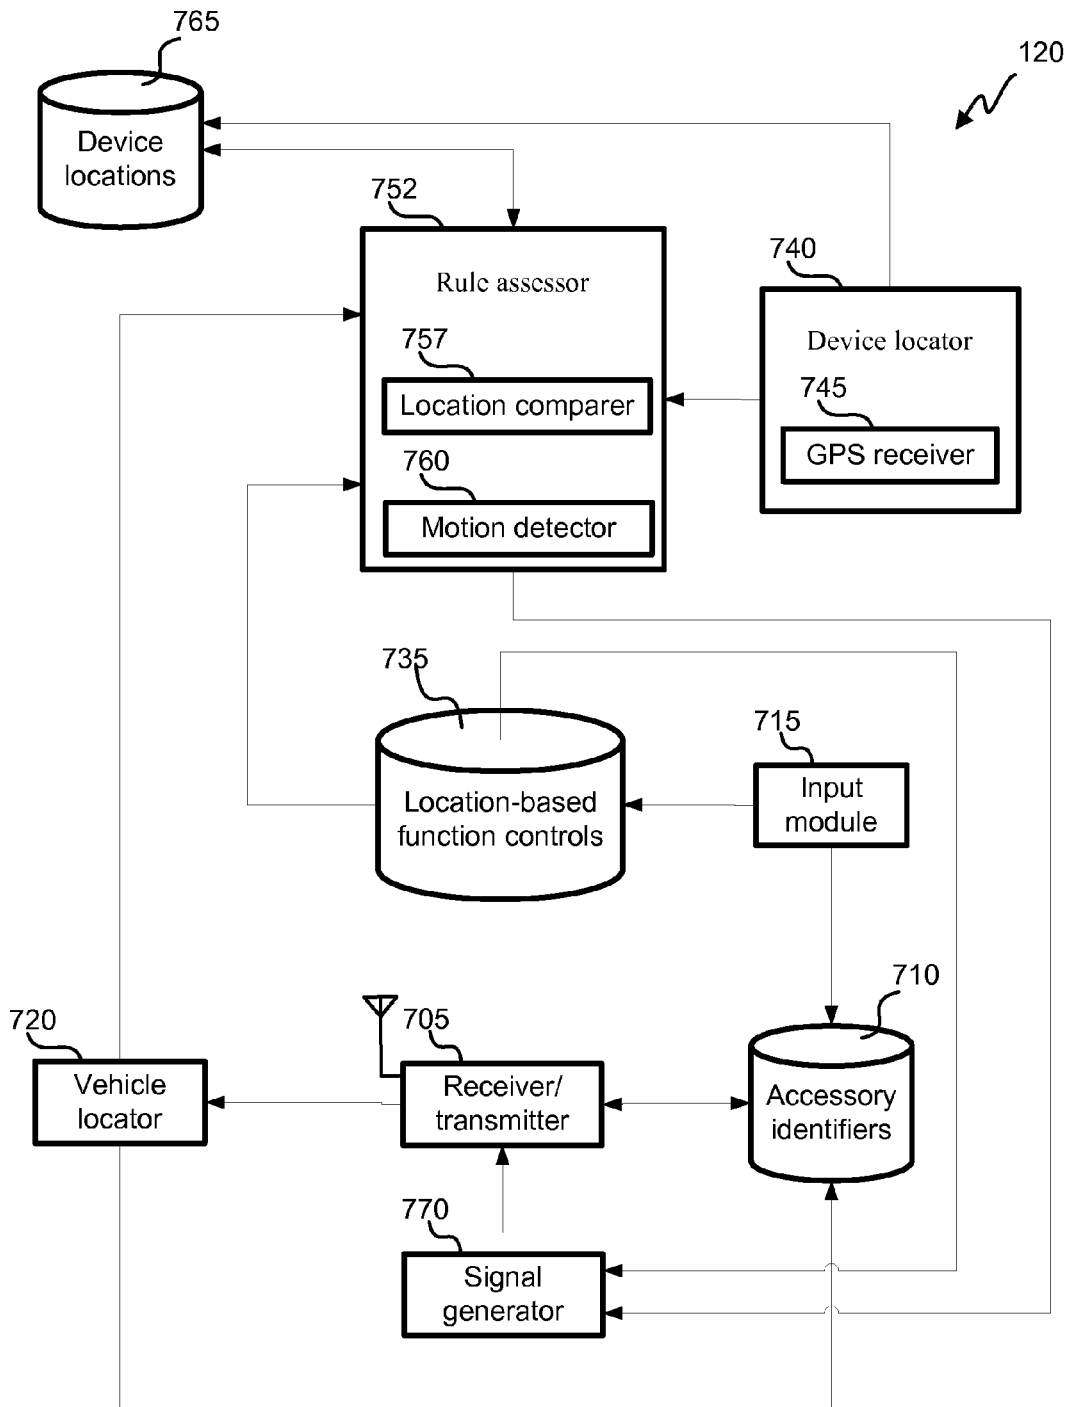 765
120
Device
locations
752
740
Rule assessor
Device locator
757
Location comparer
745
GPS receiver
760
Motion detector
735
715
Input
module
Location-based
function controls
710
720
705
Vehicle
locator
Receiver/
transmitter
Accessory
identifiers
770
Signal
generator